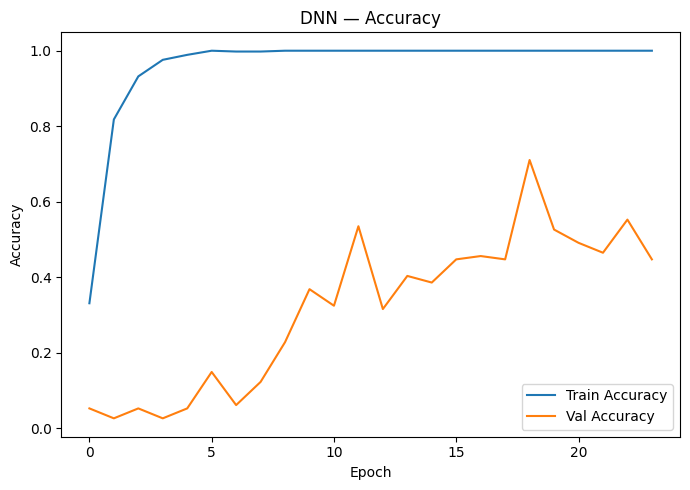 DNN — Accuracy
1.0
0.8
0.6
0.4
0.2
0.0
Accuracy
0 5 10 15 20
Epoch
Train Accuracy
Val Accuracy